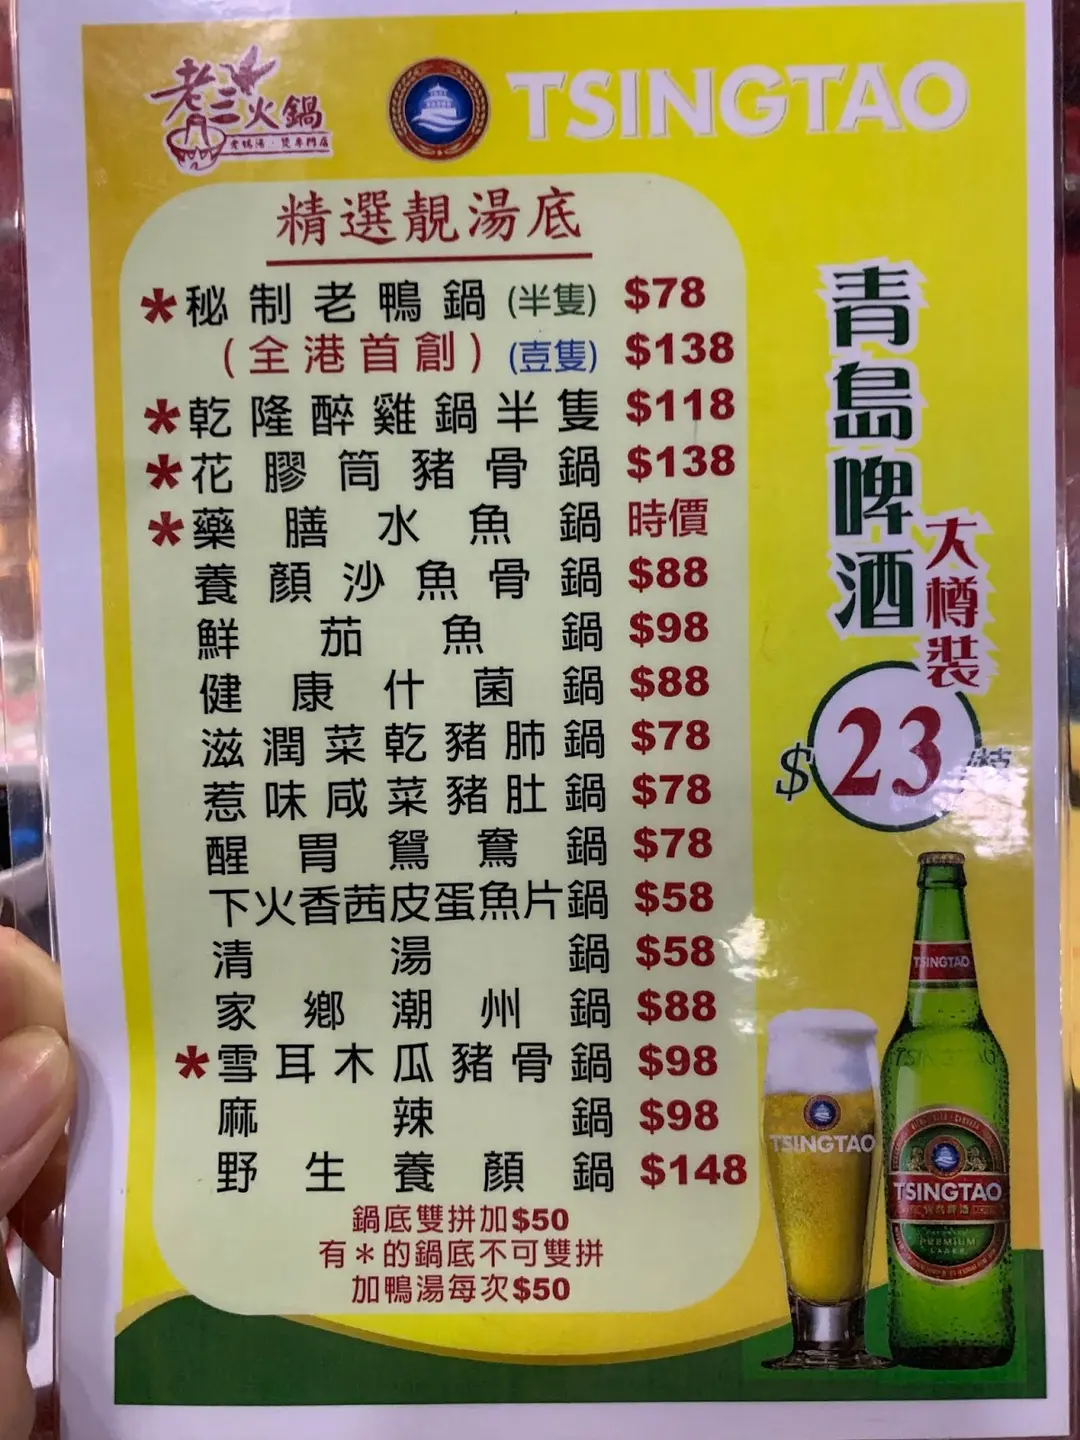 老三火鍋
老鴨湯·煲專門店
TSINGTAO
精選靚湯底
*秘制老鴨鍋 (半隻) $78
(全港首創) (壹隻) $138
*乾隆醉雞鍋半隻 $118
*花膠筒豬骨鍋 $138
*藥膳水魚鍋 時價
養顏沙魚骨鍋 $88
鮮茄魚鍋 $98
健康什菌鍋 $88
滋潤菜乾豬肺鍋 $78
惹味咸菜豬肚鍋 $78
醒胃鴛鴦鍋 $78
下火香茜皮蛋魚片鍋 $58
清湯鍋 $58
家鄉潮州鍋 $88
*雪耳木瓜豬骨鍋 $98
麻辣鍋 $98
野生養顏鍋 $148
鍋底雙拼加$50
有*的鍋底不可雙拼
加鴨湯每次$50
青島啤酒
大樽裝
$23/枝
TSINGTAO
TSINGTAO
TSINGTAO
TSINGTAO
青島啤酒
PREMIUM
LAGER